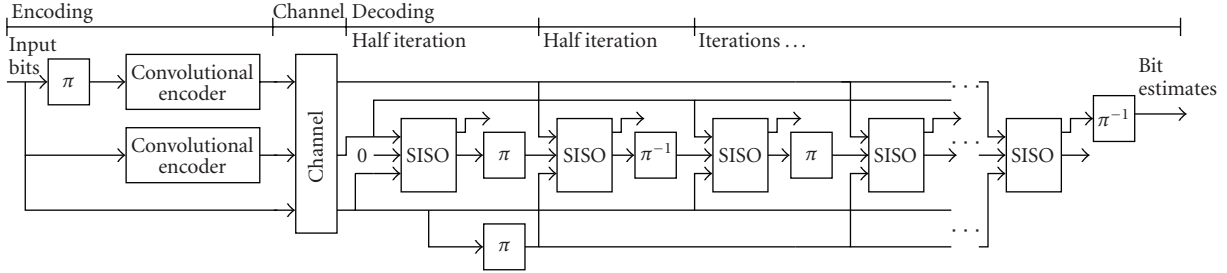 Encoding
Channel
Decoding
Half iteration
Half iteration
Iterations . . .
Input
bits
π
Convolutional
encoder
Convolutional
encoder
Channel
0
SISO
π
SISO
π⁻¹
SISO
π
SISO
. . .
. . .
. . .
SISO
π⁻¹
Bit
estimates
π